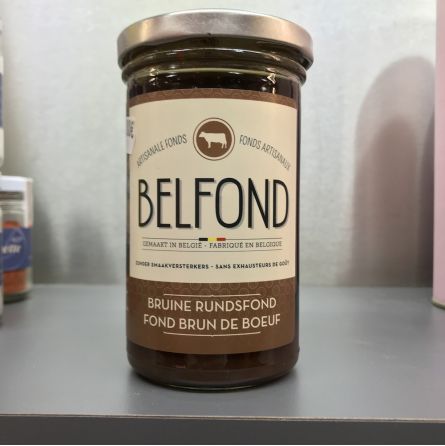 ARTISANALE FONDS
FONDS ARTISANAUX
BELFOND
GEMAAKT IN BELGIË - FABRIQUÉ EN BELGIQUE
ZONDER SMAAKVERSTERKERS - SANS EXHAUSTEURS DE GOÛT
BRUINE RUNDSFOND
FOND BRUN DE BOEUF